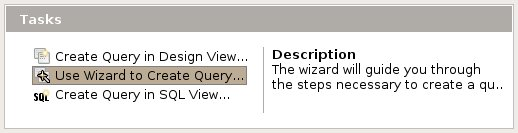 Tasks
Create Query in Design View...
Use Wizard to Create Query...
SQL Create Query in SQL View...
Description
The wizard will guide you through
the steps necessary to create a qu..